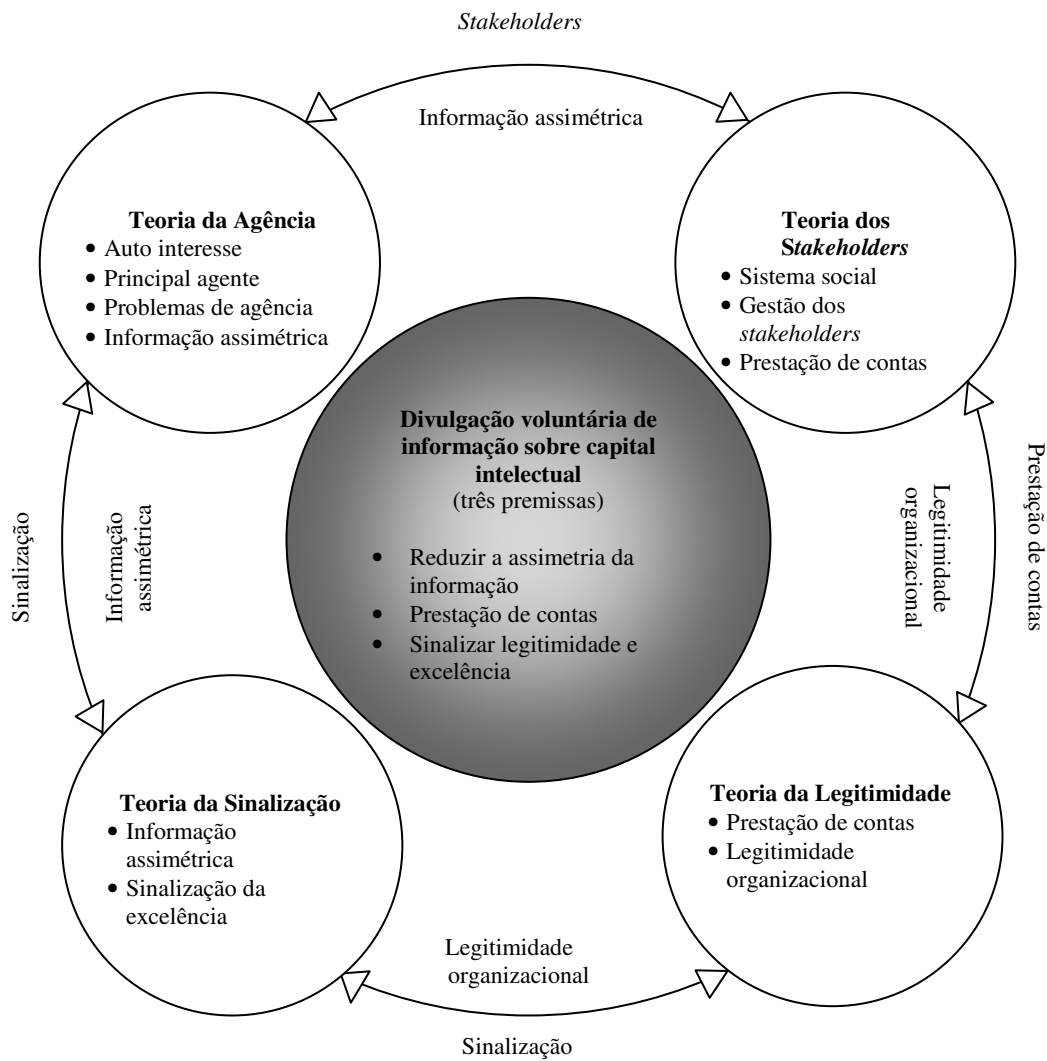 Stakeholders
Informação assimétrica
Teoria da Agência
• Auto interesse
• Principal agente
• Problemas de agência
• Informação assimétrica
Teoria dos
Stakeholders
• Sistema social
• Gestão dos
stakeholders
• Prestação de contas
Divulgação voluntária de
informação sobre capital
intelectual
(três premissas)
• Reduzir a assimetria da
informação
• Prestação de contas
• Sinalizar legitimidade e
excelência
Sinalização
Informação
assimétrica
Legitimidade
organizacional
Prestação de contas
Teoria da Sinalização
• Informação
assimétrica
• Sinalização da
excelência
Teoria da Legitimidade
• Prestação de contas
• Legitimidade
organizacional
Legitimidade
organizacional
Sinalização